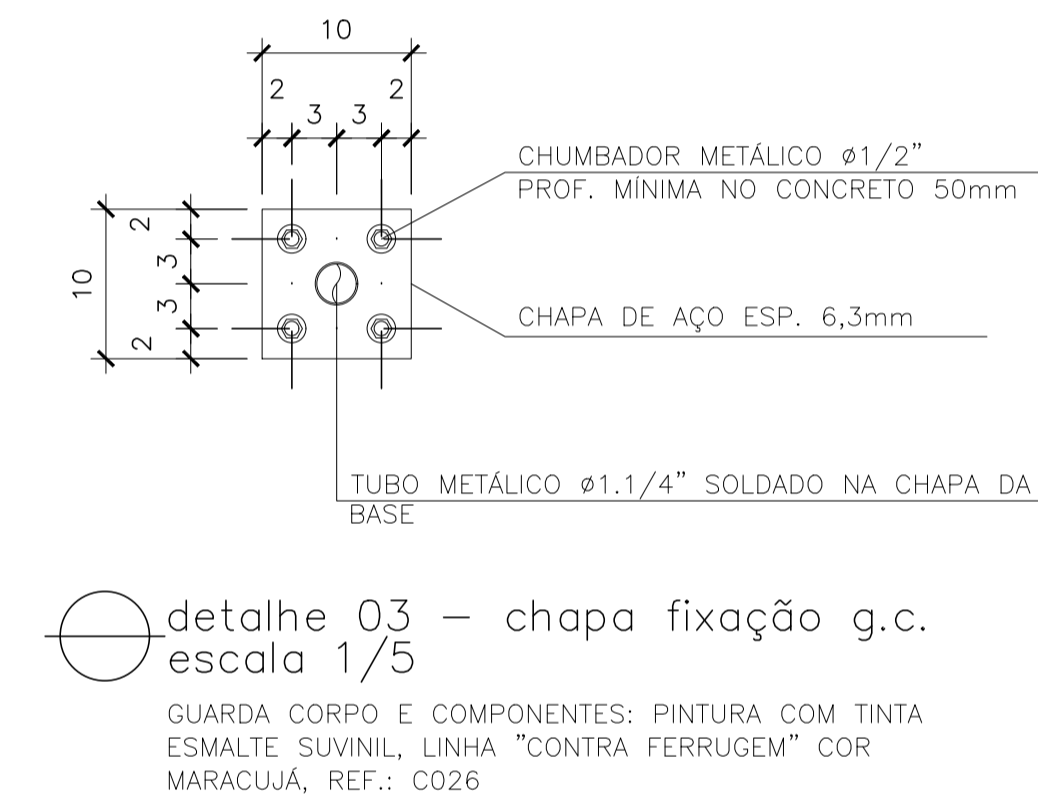 10
2 2
3 3
CHUMBADOR METÁLICO ø1/2”
PROF. MÍNIMA NO CONCRETO 50mm
10
2
3
3
2
CHAPA DE AÇO ESP. 6,3mm
TUBO METÁLICO ø1.1/4” SOLDADO NA CHAPA DA
BASE
detalhe 03 – chapa fixação g.c.
escala 1/5
GUARDA CORPO E COMPONENTES: PINTURA COM TINTA
ESMALTE SUVINIL, LINHA ”CONTRA FERRUGEM” COR
MARACUJÁ, REF.: C026